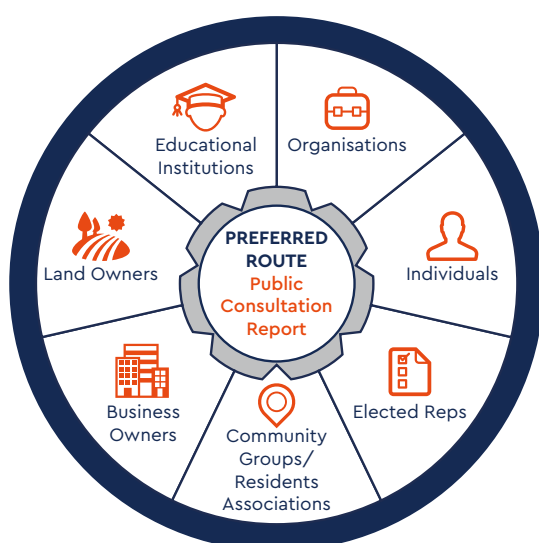 Educational
Institutions
Organisations
Land Owners
PREFERRED
ROUTE
Public
Consultation
Report
Individuals
Business
Owners
Community
Groups/
Residents
Associations
Elected Reps